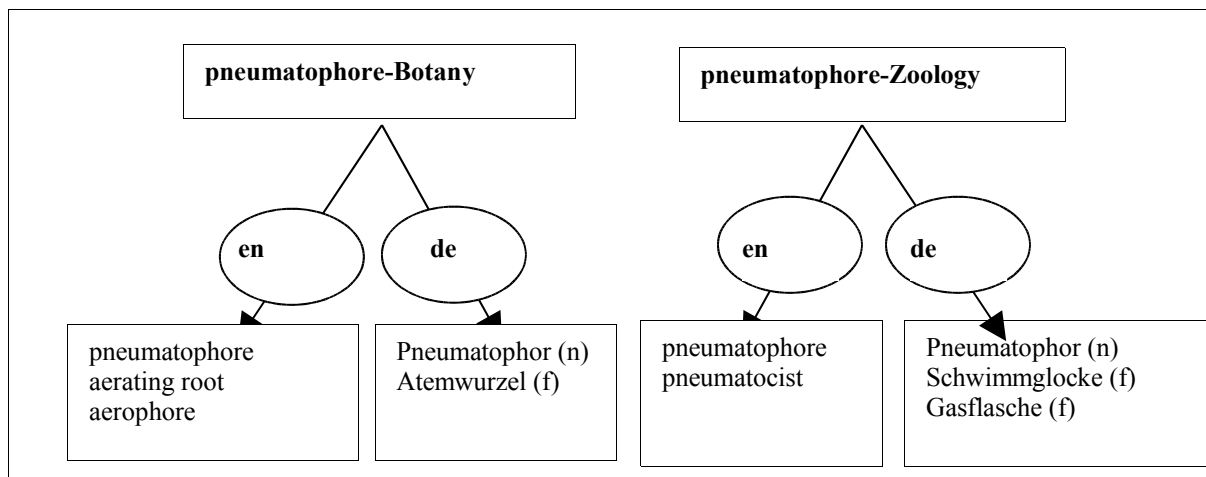 pneumatophore-Botany
pneumatophore-Zoology
en
de
en
de
pneumatophore
aerating root
aerophore
Pneumatophor (n)
Atemwurzel (f)
pneumatophore
pneumatocist
Pneumatophor (n)
Schwimmglocke (f)
Gasflasche (f)